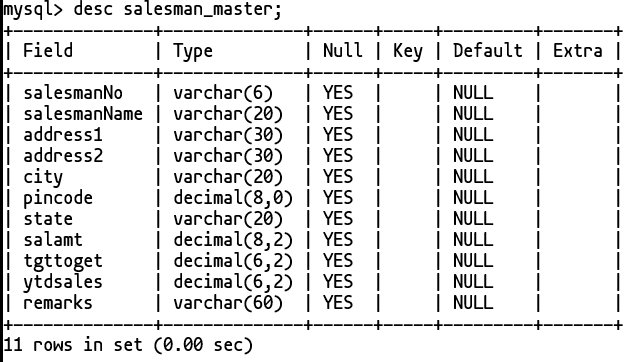 mysql> desc salesman_master;
+--------------+--------------+------+-----+---------+-------+
| Field        | Type         | Null | Key | Default | Extra |
+--------------+--------------+------+-----+---------+-------+
| salesmanNo   | varchar(6)   | YES  |     | NULL    |       |
| salesmanName | varchar(20)  | YES  |     | NULL    |       |
| address1     | varchar(30)  | YES  |     | NULL    |       |
| address2     | varchar(30)  | YES  |     | NULL    |       |
| city         | varchar(20)  | YES  |     | NULL    |       |
| pincode      | decimal(8,0) | YES  |     | NULL    |       |
| state        | varchar(20)  | YES  |     | NULL    |       |
| salamt       | decimal(8,2) | YES  |     | NULL    |       |
| tgttoget     | decimal(6,2) | YES  |     | NULL    |       |
| ytdsales     | decimal(6,2) | YES  |     | NULL    |       |
| remarks      | varchar(60)  | YES  |     | NULL    |       |
+--------------+--------------+------+-----+---------+-------+
11 rows in set (0.00 sec)